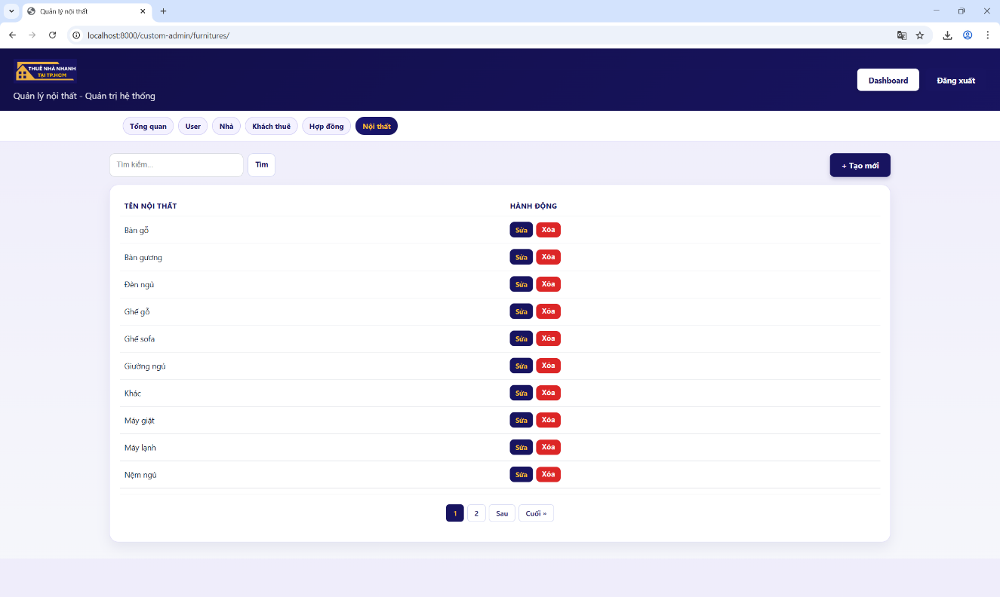 Quản lý nội thất
localhost:8000/custom-admin/furnitures/
THUÊ NHÀ NHANH
TẠI TP.HCM
Quản lý nội thất - Quản trị hệ thống
Dashboard
Đăng xuất
Tổng quan
User
Nhà
Khách thuê
Hợp đồng
Nội thất
Tìm kiếm...
Tìm
+ Tạo mới
TÊN NỘI THẤT
HÀNH ĐỘNG
Bàn gỗ
Sửa
Xóa
Bàn gương
Sửa
Xóa
Đèn ngủ
Sửa
Xóa
Ghế gỗ
Sửa
Xóa
Ghế sofa
Sửa
Xóa
Giường ngủ
Sửa
Xóa
Khác
Sửa
Xóa
Máy giặt
Sửa
Xóa
Máy lạnh
Sửa
Xóa
Nệm ngủ
Sửa
Xóa
1
2
Sau
Cuối »